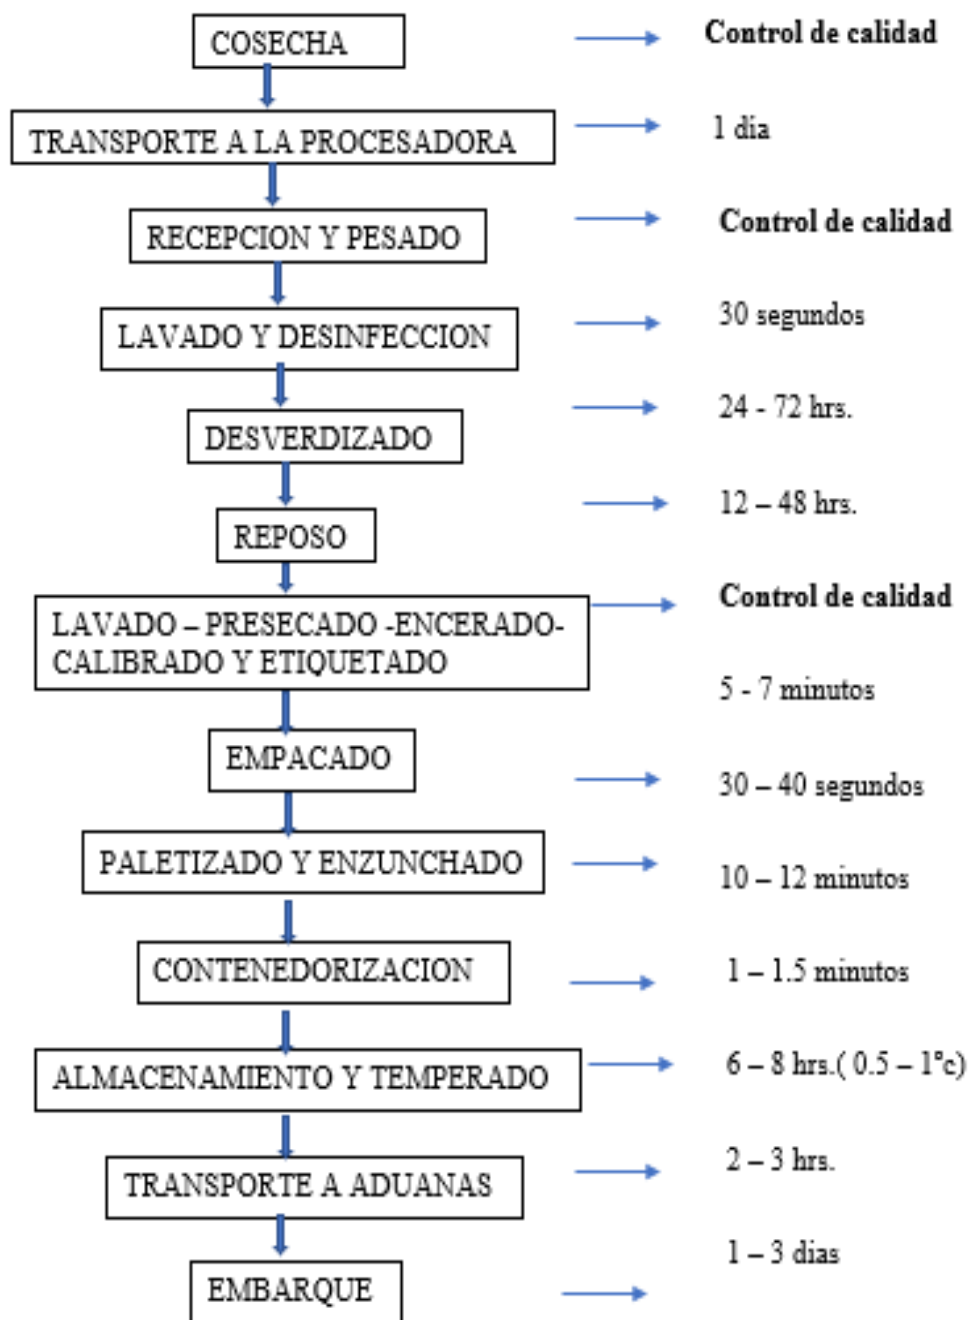 COSECHA
Control de calidad
TRANSPORTE A LA PROCESADORA
1 dia
RECEPCION Y PESADO
Control de calidad
LAVADO Y DESINFECCION
30 segundos
DESVERDIZADO
24 - 72 hrs.
REPOSO
12 – 48 hrs.
LAVADO – PRESECADO -ENCERADO-
CALIBRADO Y ETIQUETADO
Control de calidad
5 - 7 minutos
EMPACADO
30 – 40 segundos
PALETIZADO Y ENZUNCHADO
10 – 12 minutos
CONTENEDORIZACION
1 – 1.5 minutos
ALMACENAMIENTO Y TEMPERADO
6 – 8 hrs.( 0.5 – 1°c)
TRANSPORTE A ADUANAS
2 – 3 hrs.
EMBARQUE
1 – 3 dias